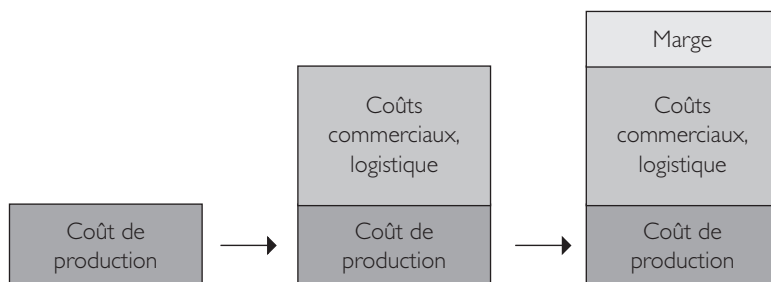 Coût de
production
Coûts
commerciaux,
logistique
Coût de
production
Marge
Coûts
commerciaux,
logistique
Coût de
production